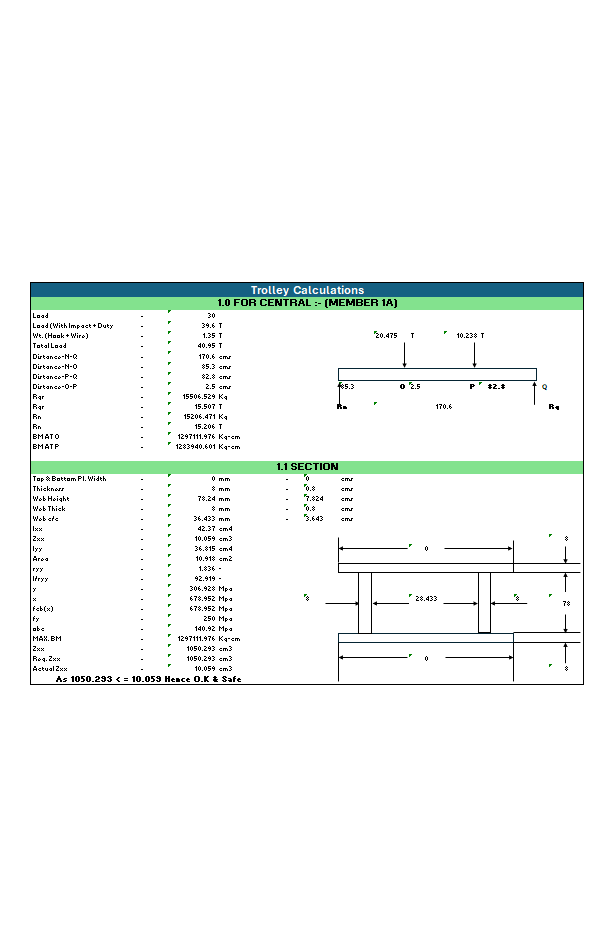 Trolley Calculations
1.0 FOR CENTRAL :- (MEMBER 1A)
Load - 30
Load (With Impact + Duty - 39.6 T
Wt. (Hook + Wire) - 1.35 T 20.475 T 10.238 T
Total Load - 40.95 T
Distance-N-Q - 170.6 cms
Distance-N-O - 85.3 cms
Distance-P-Q - 82.8 cms
Distance-O-P - 2.5 cms 85.3 O 2.5 P 82.8 Q
Rqr - 15506.529 Kg
Rqr - 15.507 T Rn 170.6 Rq
Rn - 15206.471 Kg
Rn - 15.206 T
BM AT O - 1297111.976 Kg-cm
BM AT P - 1283940.601 Kg-cm
1.1 SECTION
Top & Bottom Pl. Width - 0 mm - 0 cms
Thickness - 8 mm - 0.8 cms
Web Height - 78.24 mm - 7.824 cms
Web Thick - 8 mm - 0.8 cms
Web c/c - 36.433 mm - 3.643 cms
Ixx - 42.37 cm4
Zxx - 10.059 cm3 8
Iyy - 36.815 cm4 0
Area - 10.918 cm2
ryy - 1.836 -
l/ryy - 92.919 -
y - 306.928 Mpa
x - 678.952 Mpa 8 28.433 8 78
fcb(x) - 678.952 Mpa
fy - 250 Mpa
abc - 140.92 Mpa
MAX. BM - 1297111.976 Kg-cm
Zxx - 1050.293 cm3
Req. Zxx - 1050.293 cm3 0
Actual Zxx - 10.059 cm3 8
As 1050.293 < = 10.059 Hence O.K & Safe